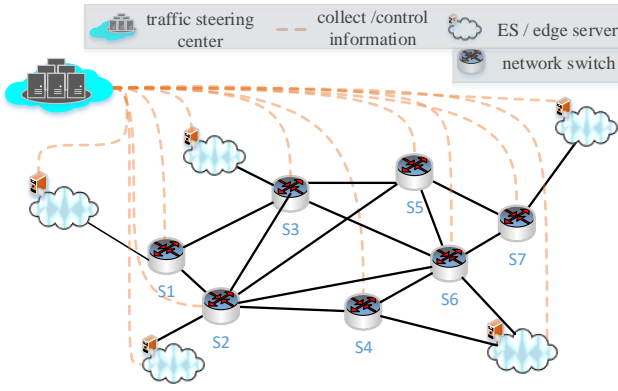 traffic steering
center
collect /control
information
ES / edge server
network switch
S5
S3
S7
S1
S6
S2
S4